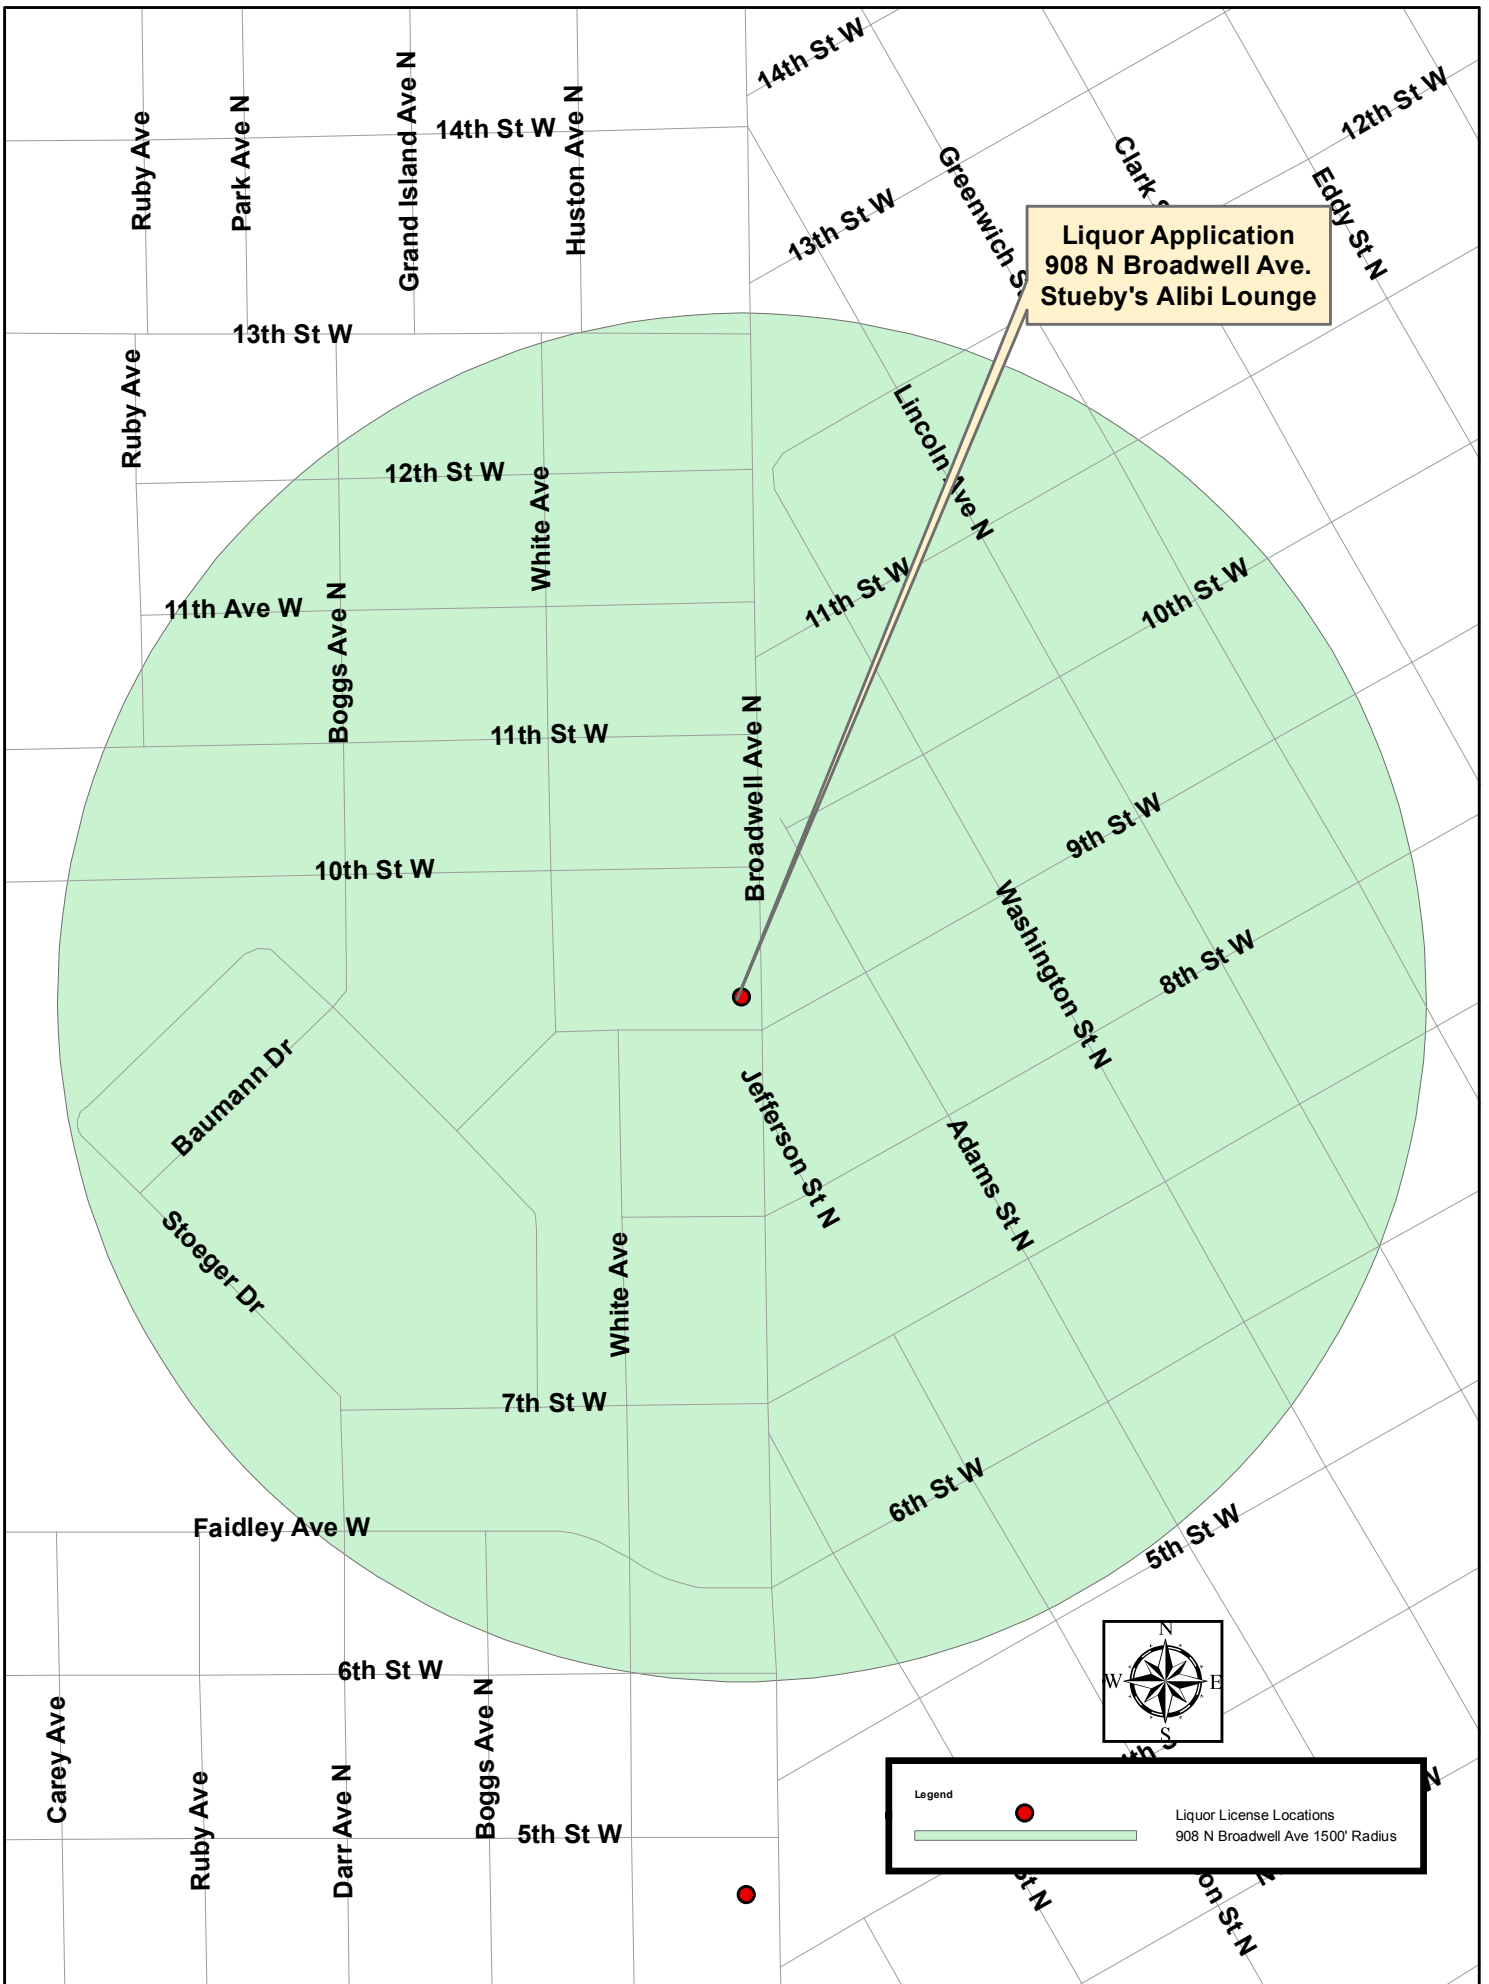 14th St W
12th St W
Ruby Ave
Park Ave N
Grand Island Ave N
14th St W
Huston Ave N
13th St W
Greenwich
Clark
Eddy St N
Liquor Application
908 N Broadwell Ave.
Stueby's Alibi Lounge
13th St W
Ruby Ave
12th St W
White Ave
Lincoln Ave N
11th St W
10th St W
11th Ave W
Boggs Ave N
11th St W
Broadwell Ave N
9th St W
10th St W
Washington St N
8th St W
Baumann Dr
Jefferson St N
Adams St N
Stoeger Dr
White Ave
7th St W
6th St W
5th St W
Faidley Ave W
6th St W
Carey Ave
Ruby Ave
Darr Ave N
Boggs Ave N
5th St W
N
W
E
S
Legend
Liquor License Locations
908 N Broadwell Ave 1500' Radius
N
on St N